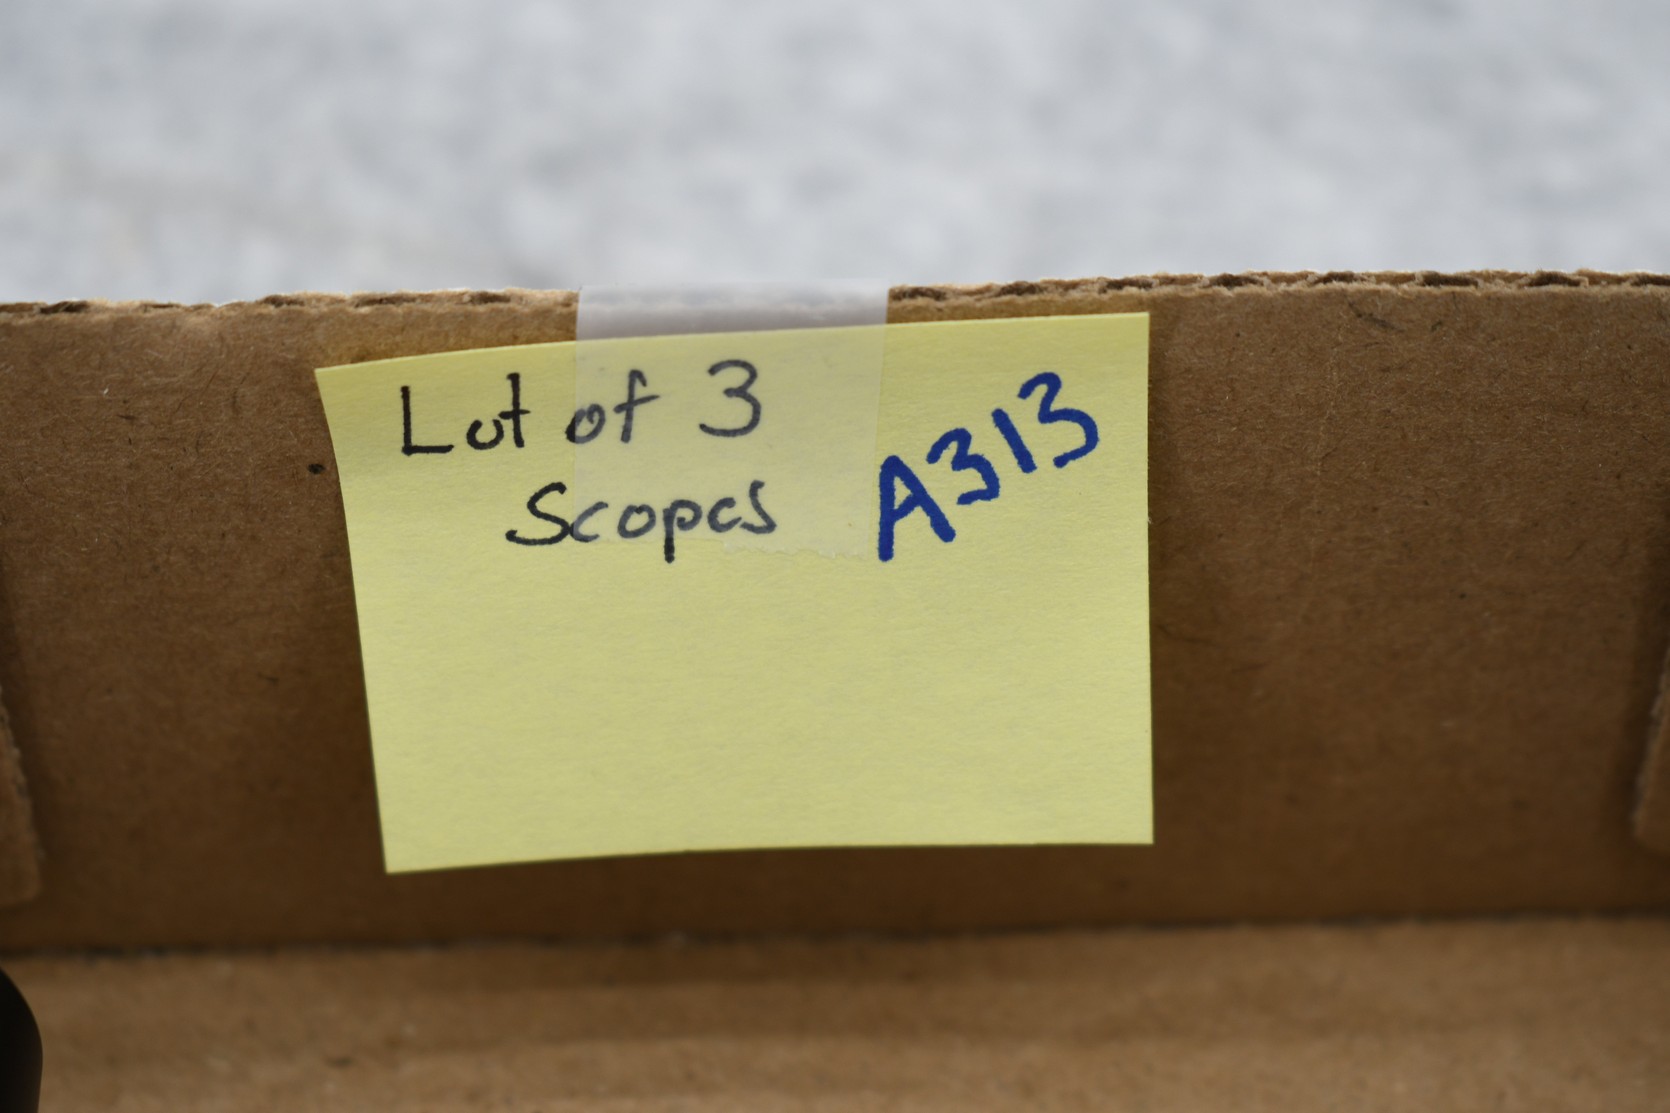 Lot of 3
Scopes
A313